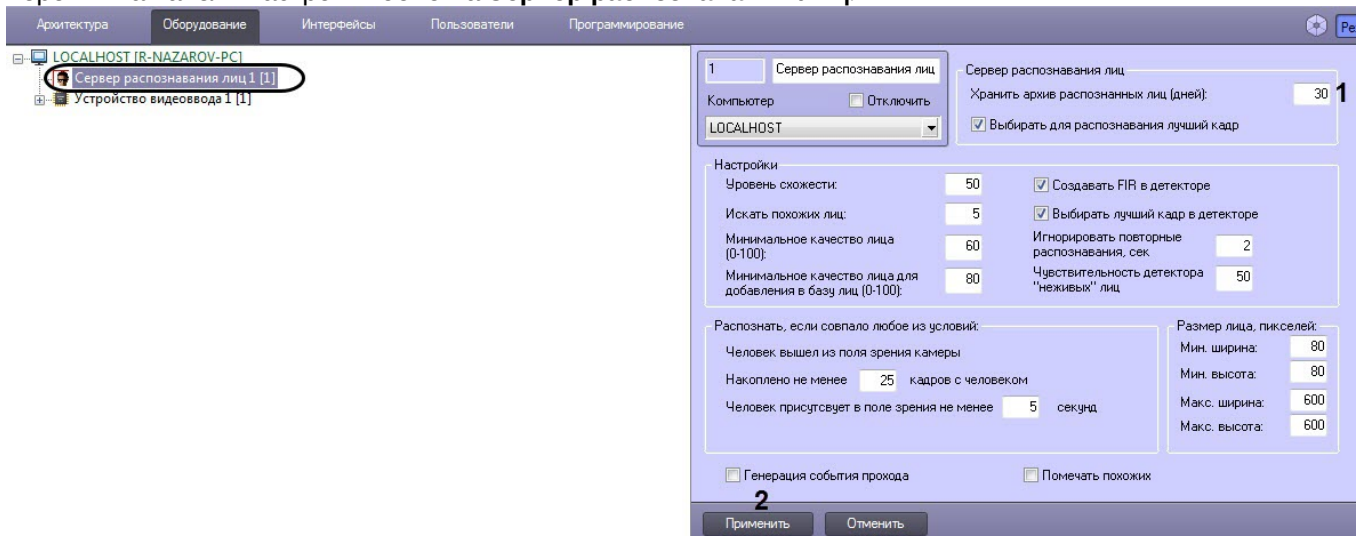 Архитектура Оборудование Интерфейсы Пользователи Программирование
LOCALHOST [R-NAZAROV-PC]
Сервер распознавания лиц 1 [1]
Устройство видеоввода 1 [1]
1 Сервер распознавания лиц
Компьютер Отключить
LOCALHOST
Сервер распознавания лиц
Хранить архив распознанных лиц (дней): 30 1
Выбирать для распознавания лучший кадр
Настройки
Уровень схожести: 50
Искать похожих лиц: 5
Минимальное качество лица
(0-100): 60
Минимальное качество лица для
добавления в базу лиц (0-100): 80
Создавать FIR в детекторе
Выбирать лучший кадр в детекторе
Игнорировать повторные
распознавания, сек 2
Чувствительность детектора
"неживых" лиц 50
Распознать, если совпало любое из условий:
Человек вышел из поля зрения камеры
Накоплено не менее 25 кадров с человеком
Человек присутсвует в поле зрения не менее 5 секунд
Размер лица, пикселей:
Мин. ширина: 80
Мин. высота: 80
Макс. ширина: 600
Макс. высота: 600
Генерация события прохода Помечать похожих
2
Применить Отменить